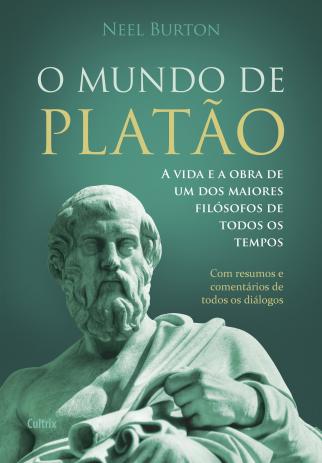 NEEL BURTON
O MUNDO DE
PLATÃO
A VIDA E A OBRA DE
UM DOS MAIORES
FILÓSOFOS DE
TODOS OS
TEMPOS
Com resumos e
comentários de
todos os diálogos
Cultrix